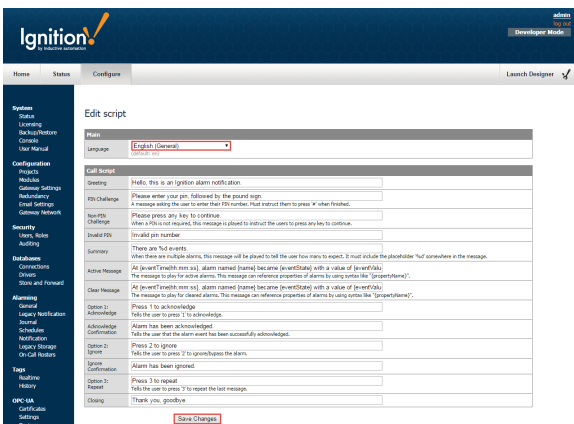 Ignition!
by inductive automation
admin
log out
Developer Mode
Home
Status
Configure
Launch Designer
System
Status
Licensing
Backup/Restore
Console
User Manual
Configuration
Projects
Modules
Gateway Settings
Redundancy
Email Settings
Gateway Network
Security
Users, Roles
Auditing
Databases
Connections
Drivers
Store and Forward
Alarming
General
Legacy Notification
Journal
Schedules
Notification
Legacy Storage
On-Call Rosters
Tags
Realtime
History
OPC-UA
Certificates
Settings
Edit script
Main
Language
English (General)
(default: en)
Call Script
Greeting
Hello, this is an Ignition alarm notification.
PIN Challenge
Please enter your pin, followed by the pound sign.
A message asking the user to enter their PIN number. Must instruct them to press '#' when finished.
Non-PIN
Challenge
Please press any key to continue.
When a PIN is not required, this message is played to instruct the users to press any key to continue.
Invalid PIN
Invalid pin number.
Summary
There are %d events.
When there are multiple alarms, this message will be played to tell the user how many to expect. It must include the placeholder '%d' somewhere in the message.
Active Message
At {eventTime|hh:mm:ss}, alarm named {name} became {eventState} with a value of {eventValu
The message to play for active alarms. This message can reference properties of alarms by using syntax like "{propertyName}".
Clear Message
At {eventTime|hh:mm:ss}, alarm named {name} became {eventState} with a value of {eventValu
The message to play for cleared alarms. This message can reference properties of alarms by using syntax like "{propertyName}".
Option 1:
Acknowledge
Press 1 to acknowledge
Tells the user to press '1' to acknowledge.
Acknowledge
Confirmation
Alarm has been acknowledged.
Tells the user that the alarm event has been successfully acknowledged.
Option 2:
Ignore
Press 2 to ignore
Tells the user to press '2' to ignore/bypass the alarm.
Ignore
Confirmation
Alarm has been ignored.
Option 3:
Repeat
Press 3 to repeat
Tells the user to press '3' to repeat the last message.
Closing
Thank you, goodbye.
Save Changes